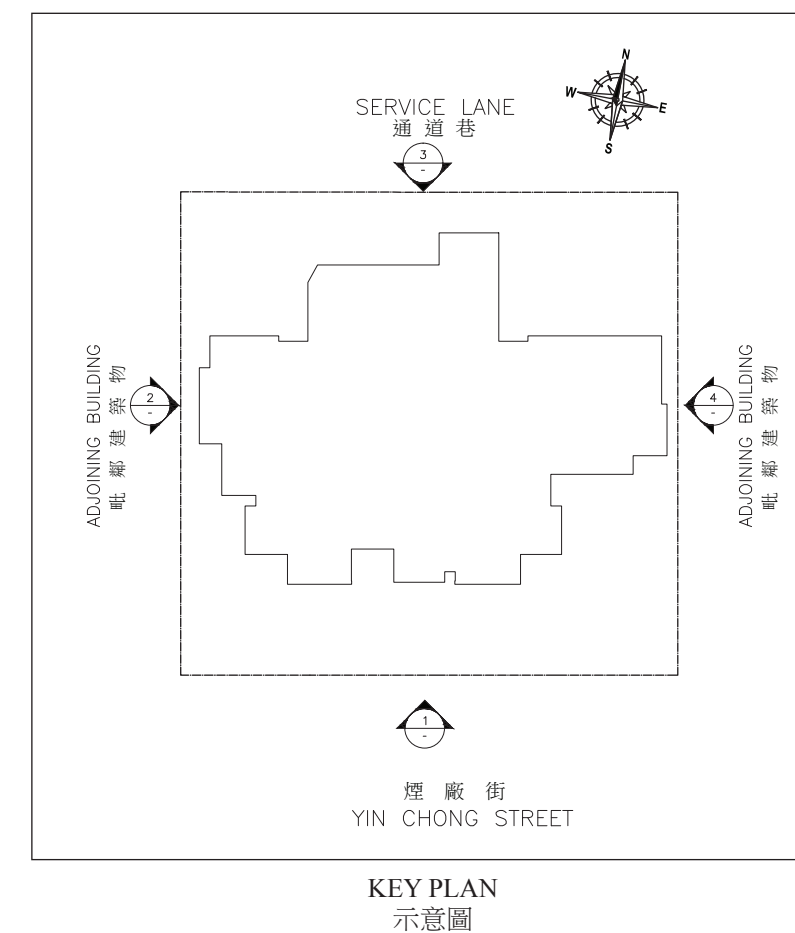 N
W
E
S
SERVICE LANE
通道巷
3
-
ADJOINING BUILDING
毗鄰建築物
2
-
4
-
ADJOINING BUILDING
毗鄰建築物
1
-
煙廠街
YIN CHONG STREET
KEY PLAN
示意圖